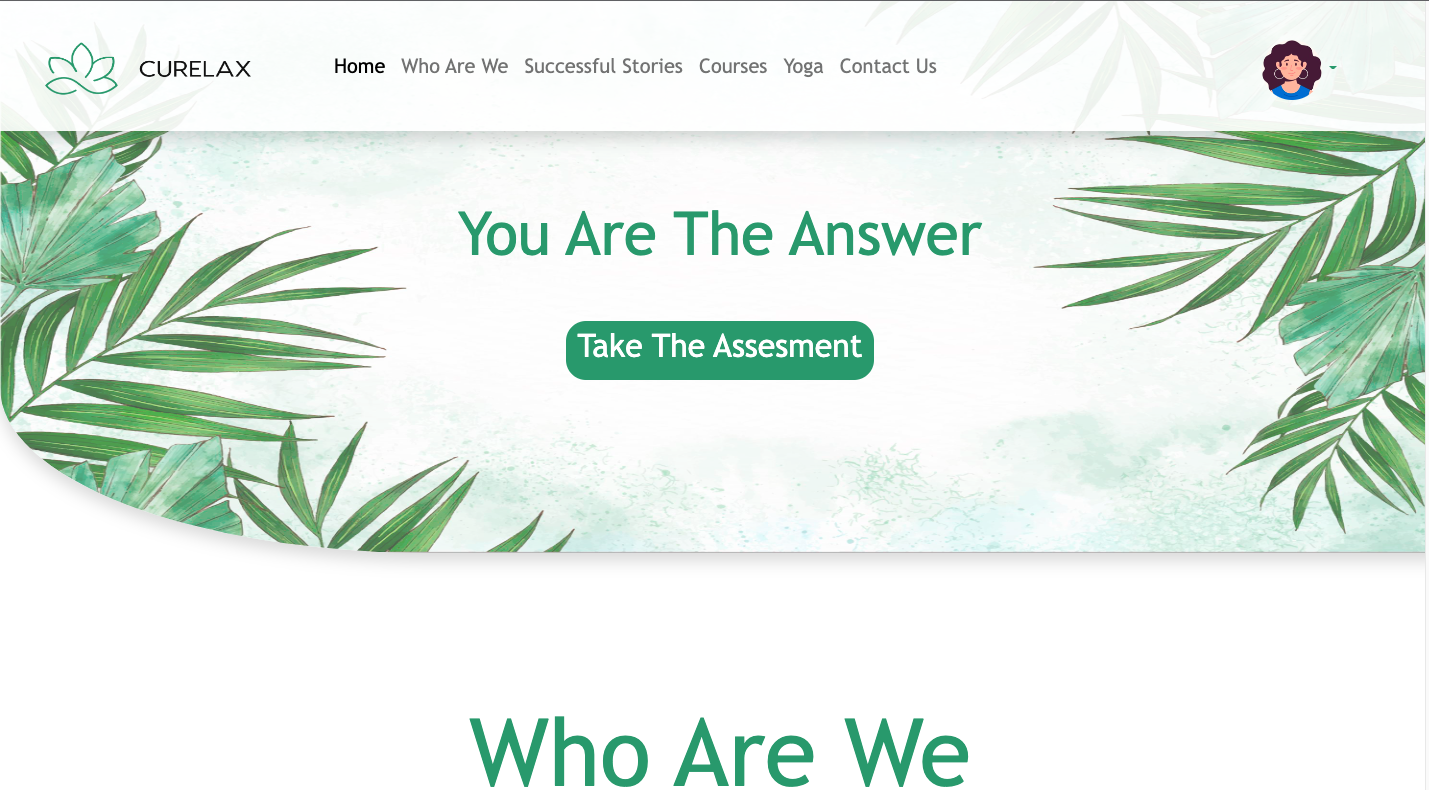 CURELAX
Home Who Are We Successful Stories Courses Yoga Contact Us
You Are The Answer
Take The Assesment
Who Are We